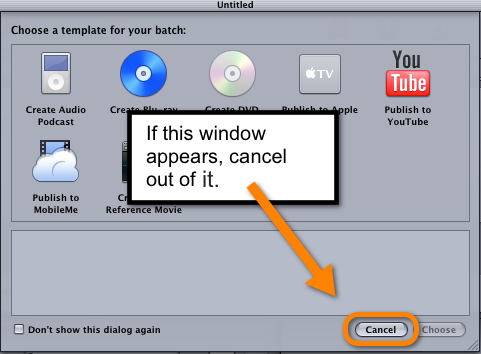 Untitled
Choose a template for your batch:
tv
You
Tube
Create Audio
Podcast
Create Blu-ray
Create DVD
Publish to Apple
Publish to
YouTube
If this window
appears, cancel
out of it.
Publish to
MobileMe
Reference Movie
Don't show this dialog again
Cancel
Choose